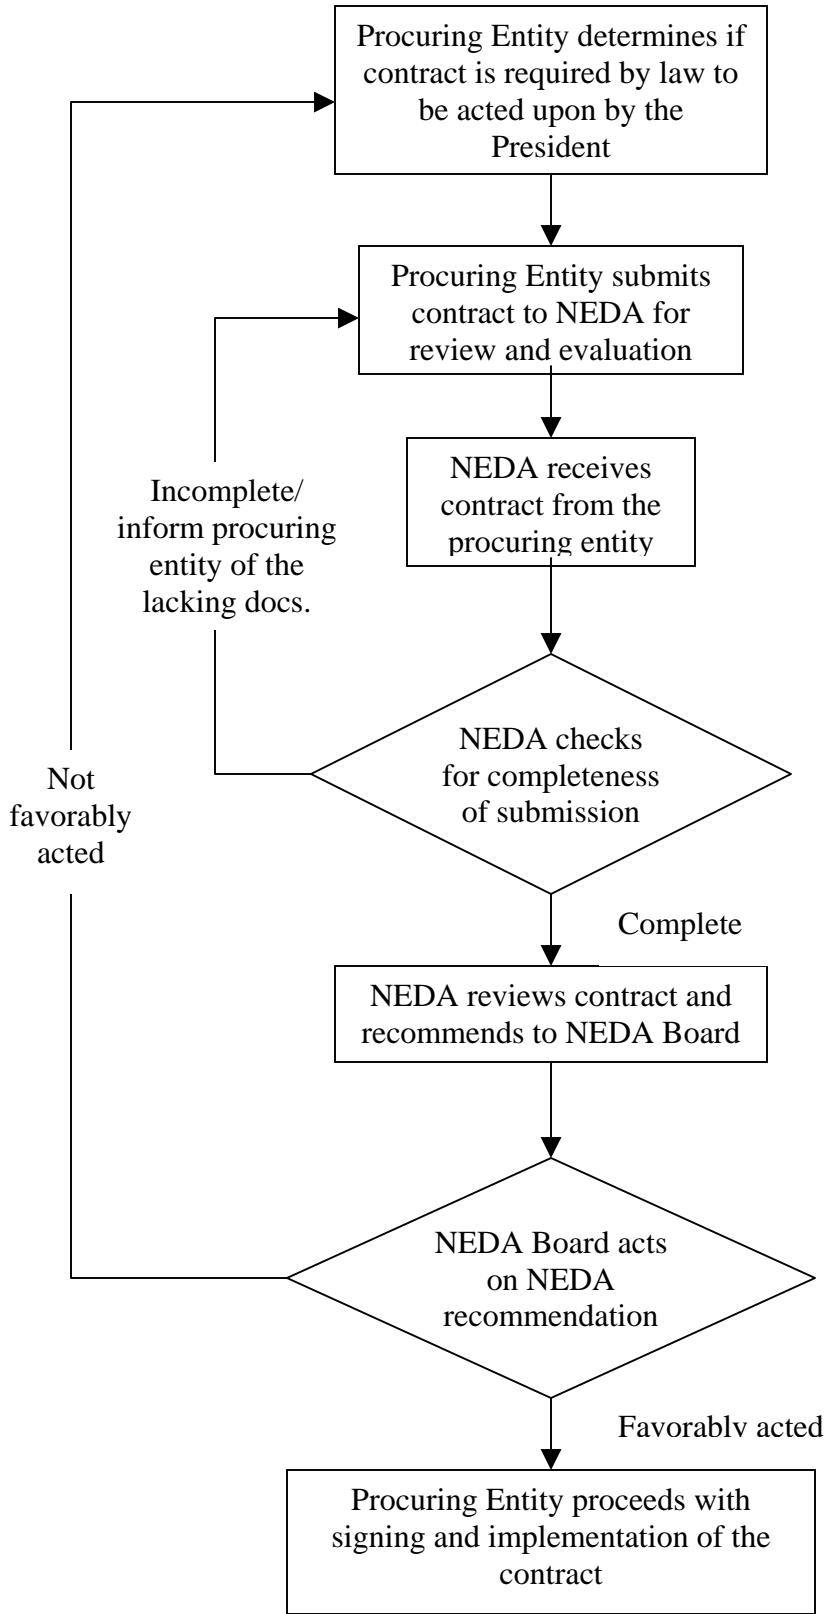 Procuring Entity determines if
contract is required by law to
be acted upon by the
President
Procuring Entity submits
contract to NEDA for
review and evaluation
NEDA receives
contract from the
procuring entity
Incomplete/
inform procuring
entity of the
lacking docs.
NEDA checks
for completeness
of submission
Not
favorably
acted
Complete
NEDA reviews contract and
recommends to NEDA Board
NEDA Board acts
on NEDA
recommendation
Favorably acted
Procuring Entity proceeds with
signing and implementation of the
contract